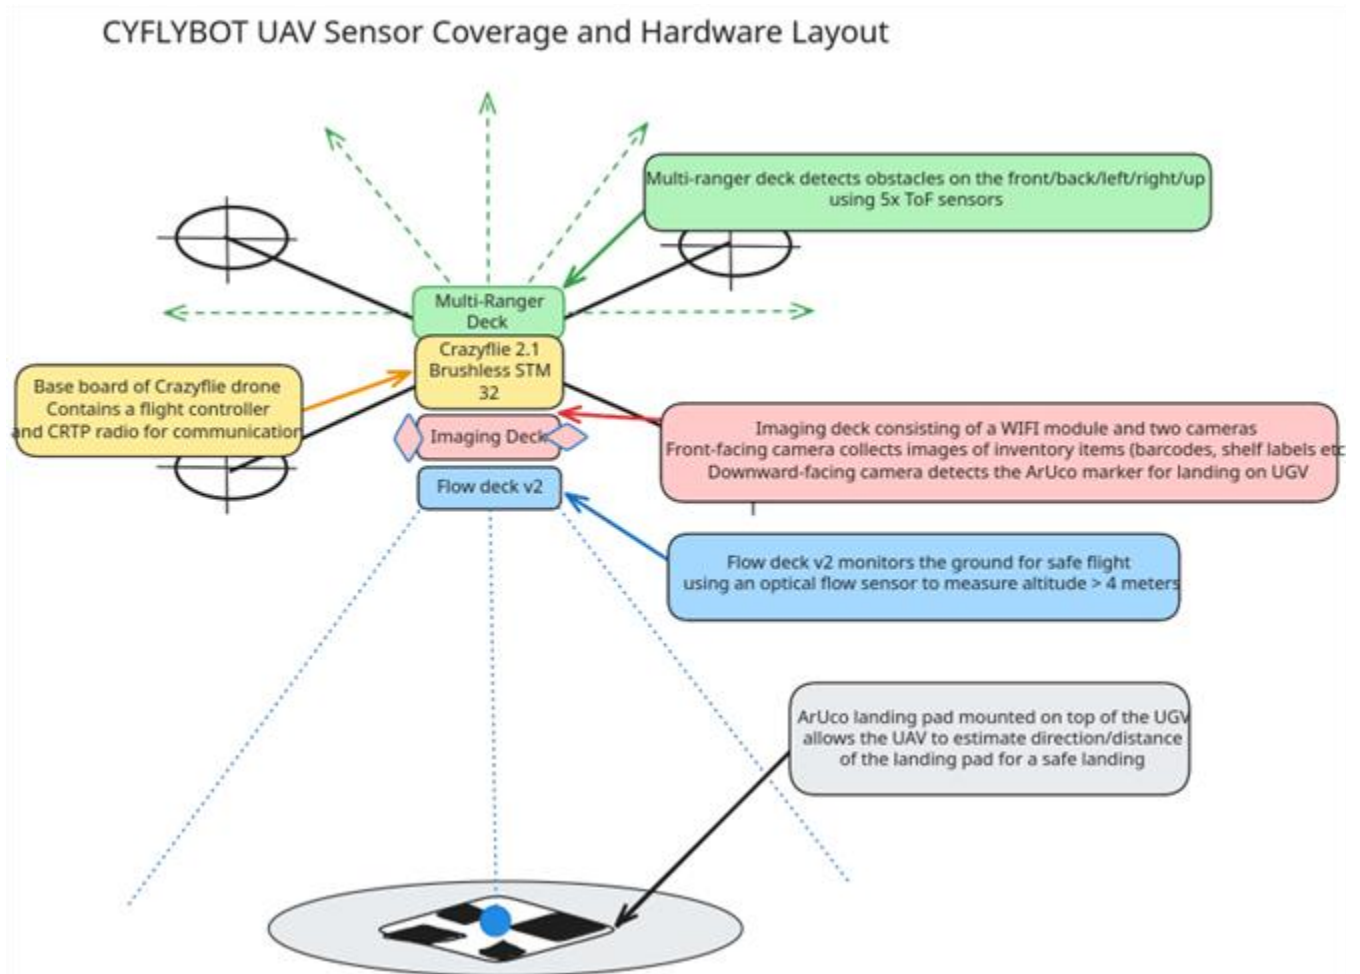 CYFLYBOT UAV Sensor Coverage and Hardware Layout
Multi-ranger deck detects obstacles on the front/back/left/right/up
using 5x ToF sensors
Multi-Ranger
Deck
Crazyflie 2.1
Brushless STM
32
Base board of Crazyflie drone
Contains a flight controller
and CRTP radio for communication
Imaging Deck
Imaging deck consisting of a WIFI module and two cameras
Front-facing camera collects images of inventory items (barcodes, shelf labels etc
Downward-facing camera detects the ArUco marker for landing on UGV
Flow deck v2
Flow deck v2 monitors the ground for safe flight
using an optical flow sensor to measure altitude > 4 meters
ArUco landing pad mounted on top of the UGV
allows the UAV to estimate direction/distance
of the landing pad for a safe landing